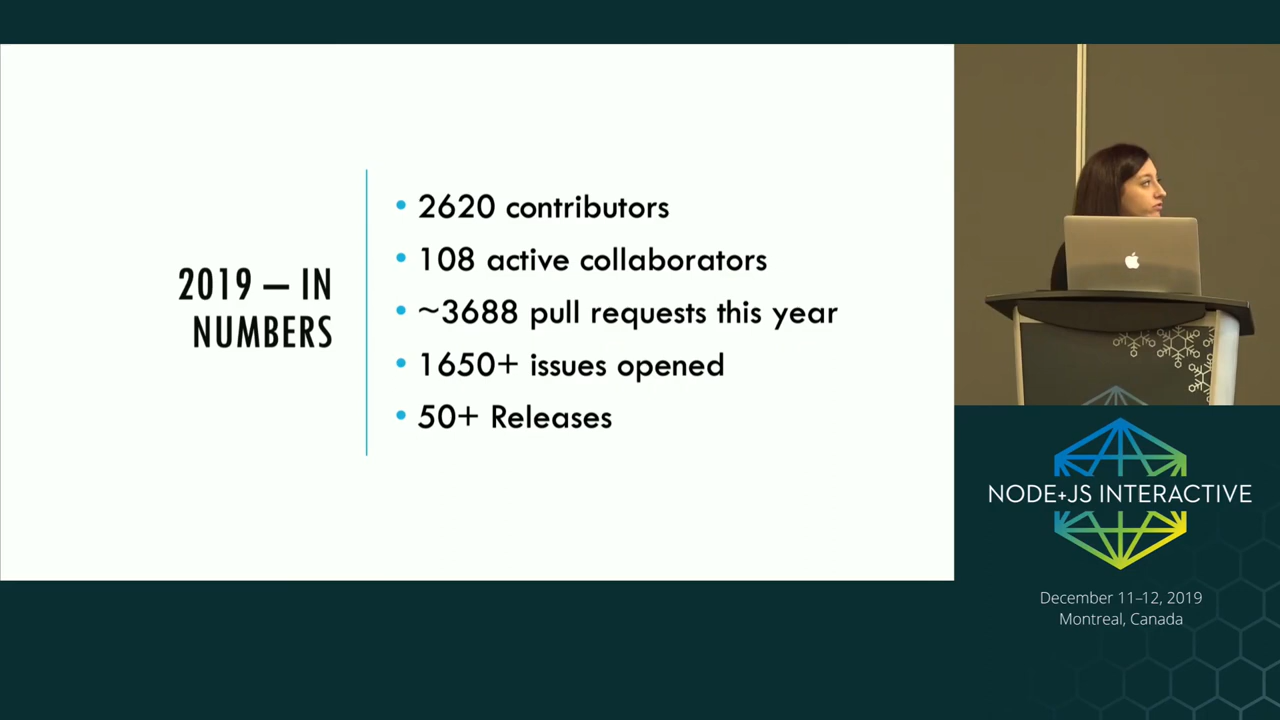 2019 – IN
NUMBERS
• 2620 contributors
• 108 active collaborators
• ~3688 pull requests this year
• 1650+ issues opened
• 50+ Releases
NODE+JS INTERACTIVE
December 11–12, 2019
Montreal, Canada